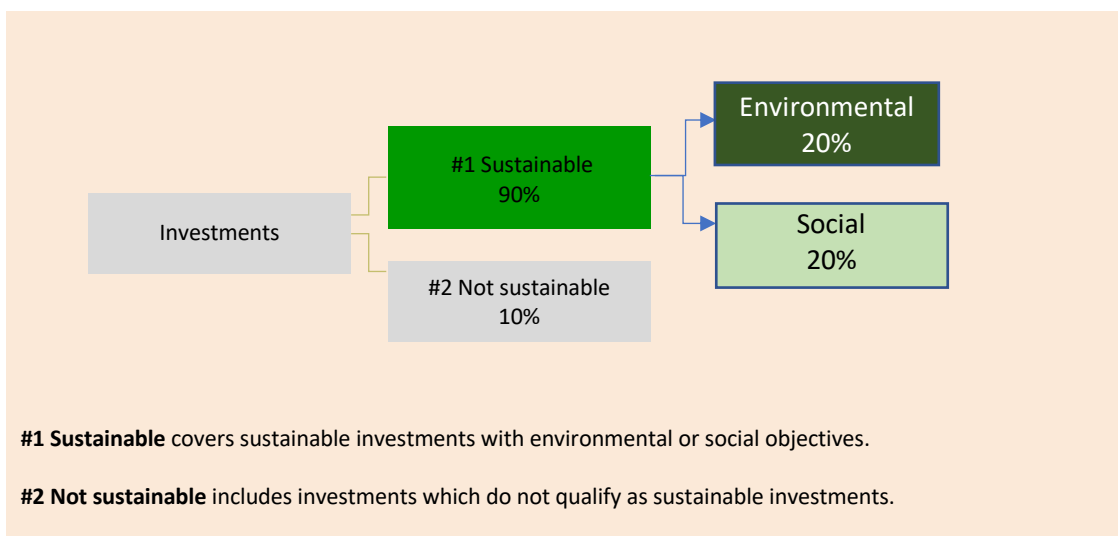 Investments
#1 Sustainable
90%
#2 Not sustainable
10%
Environmental
20%
Social
20%
#1 Sustainable covers sustainable investments with environmental or social objectives.
#2 Not sustainable includes investments which do not qualify as sustainable investments.